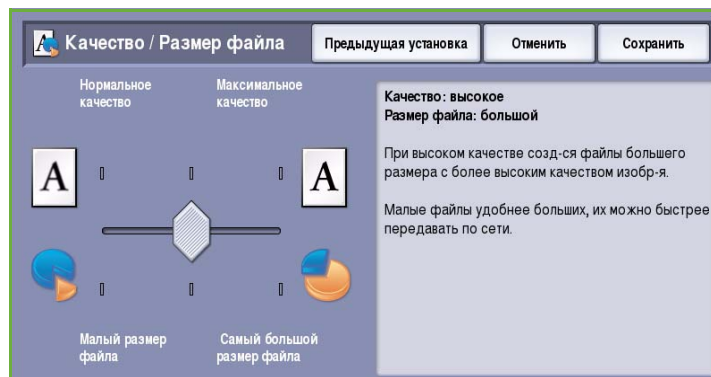 Качество / Размер файла
Предыдущая установка
Отменить
Сохранить
Нормальное
качество
Максимальное
качество
A
A
Малый размер
файла
Самый большой
размер файла
Качество: высокое
Размер файла: большой
При высоком качестве созд-ся файлы большего
размера с более высоким качеством изобр-я.
Малые файлы удобнее больших, их можно быстрее
передавать по сети.